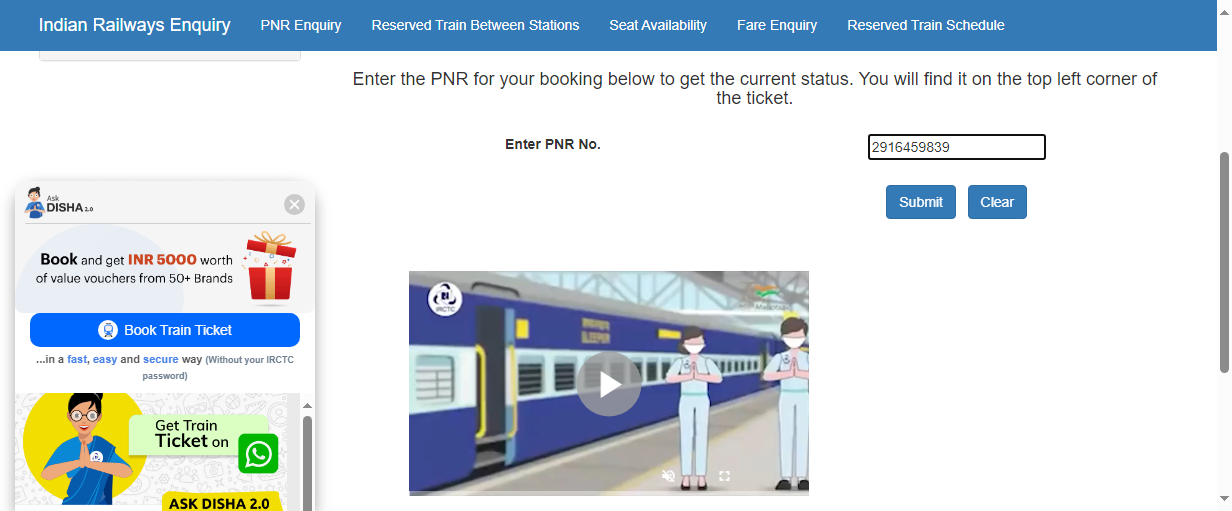 Indian Railways Enquiry PNR Enquiry Reserved Train Between Stations Seat Availability Fare Enquiry Reserved Train Schedule
Enter the PNR for your booking below to get the current status. You will find it on the top left corner of
the ticket.
Enter PNR No. 2916459839
Submit Clear
Ask
DISHA 2.0
Book and get INR 5000 worth
of value vouchers from 50+ Brands
Book Train Ticket
...in a fast, easy and secure way (Without your IRCTC
password)
Get Train
Ticket on
ASK DISHA 2.0
IRCTC
SLEEPER